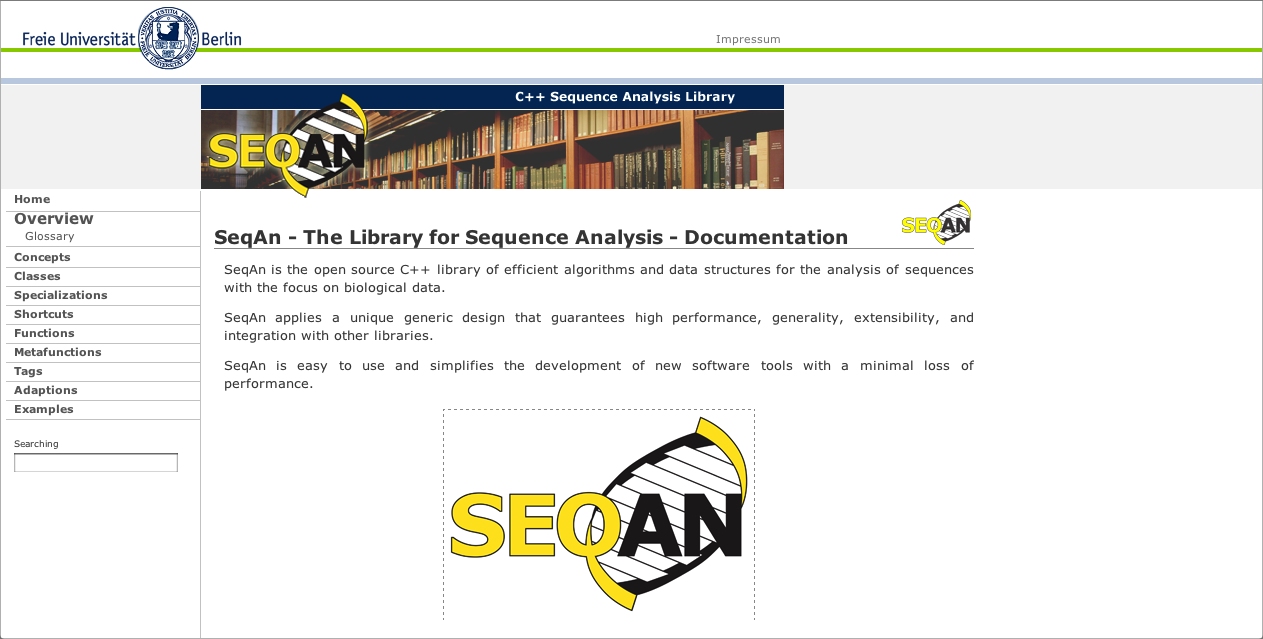 Freie Universität Berlin
Impressum
C++ Sequence Analysis Library
SEQAN
Home
Overview
Glossary
Concepts
Classes
Specializations
Shortcuts
Functions
Metafunctions
Tags
Adaptions
Examples
Searching
SEQAN
SeqAn - The Library for Sequence Analysis - Documentation
SeqAn is the open source C++ library of efficient algorithms and data structures for the analysis of sequences
with the focus on biological data.
SeqAn applies a unique generic design that guarantees high performance, generality, extensibility, and
integration with other libraries.
SeqAn is easy to use and simplifies the development of new software tools with a minimal loss of
performance.
SEQAN